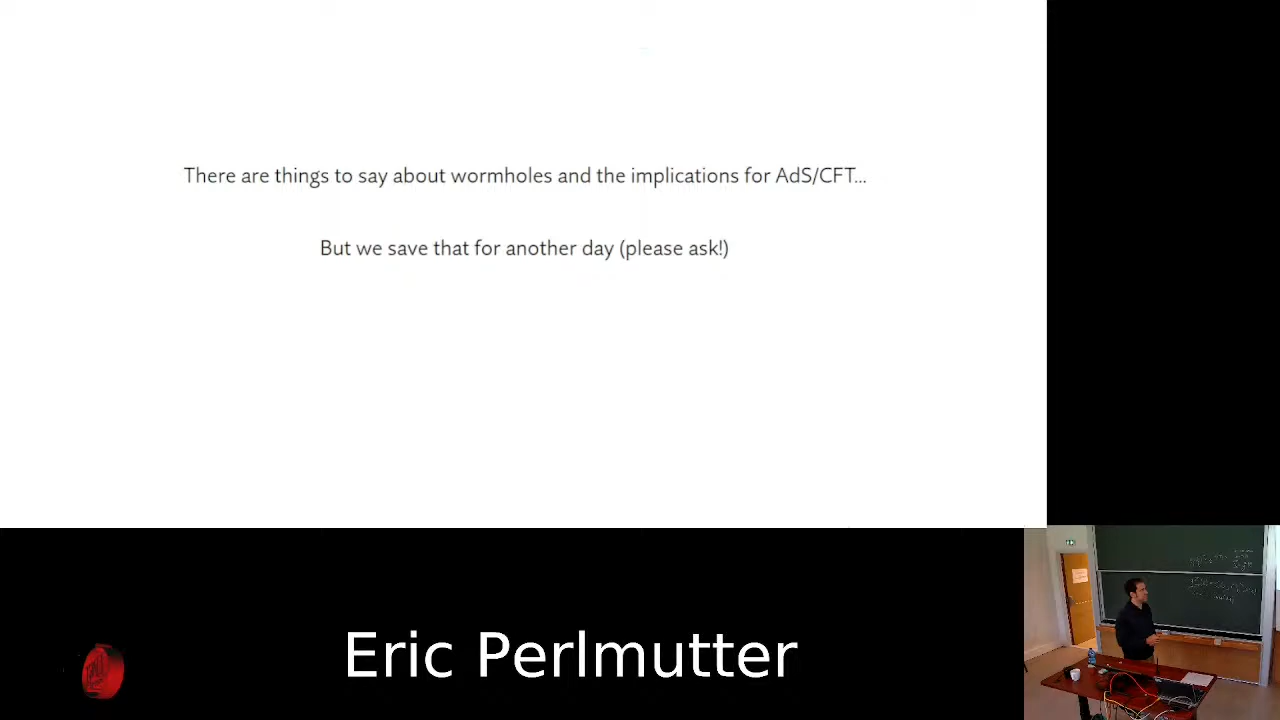 There are things to say about wormholes and the implications for AdS/CFT...
But we save that for another day (please ask!)
Eric Perlmutter